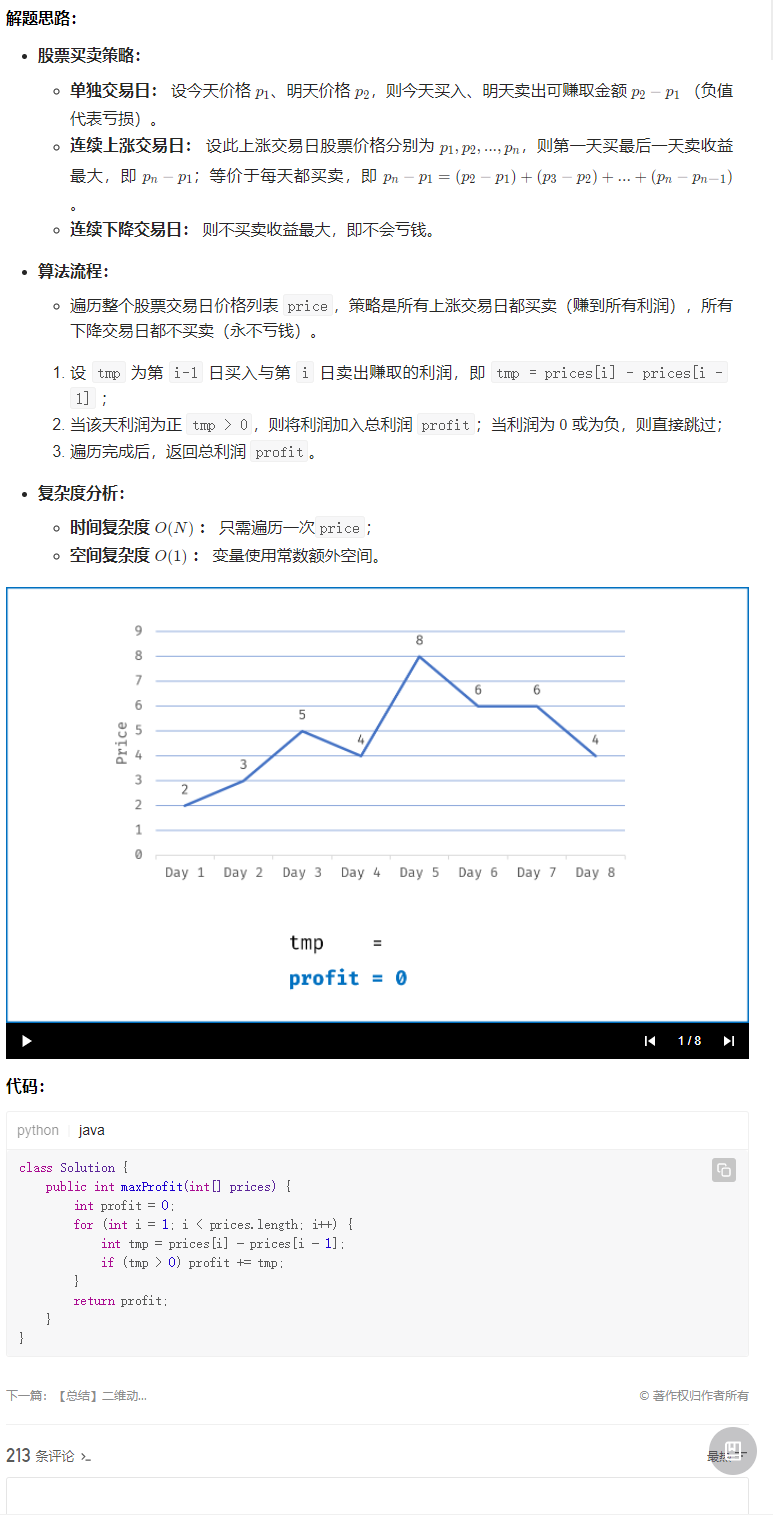 解题思路：
• 股票买卖策略：
◦ 单独交易日： 设今天价格 p₁、明天价格 p₂，则今天买入、明天卖出可赚取金额 p₂ − p₁ （负值
代表亏损）。
◦ 连续上涨交易日： 设此上涨交易日股票价格分别为 p₁, p₂, ..., pₙ，则第一天买最后一天卖收益
最大，即 pₙ − p₁；等价于每天都买卖，即 pₙ − p₁ = (p₂ − p₁) + (p₃ − p₂) + ... + (pₙ − pₙ₋₁)
。
◦ 连续下降交易日： 则不买卖收益最大，即不会亏钱。
• 算法流程：
◦ 遍历整个股票交易日价格列表 price，策略是所有上涨交易日都买卖（赚到所有利润），所有
下降交易日都不买卖（永不亏钱）。
1. 设 tmp 为第 i-1 日买入与第 i 日卖出赚取的利润，即 tmp = prices[i] - prices[i -
1] ；
2. 当该天利润为正 tmp > 0，则将利润加入总利润 profit；当利润为 0 或为负，则直接跳过；
3. 遍历完成后，返回总利润 profit。
• 复杂度分析：
◦ 时间复杂度 O(N) ： 只需遍历一次price；
◦ 空间复杂度 O(1) ： 变量使用常数额外空间。
9
8
7
6
5
4
3
2
1
0
Price
2
3
5
4
8
6
6
4
Day 1 Day 2 Day 3 Day 4 Day 5 Day 6 Day 7 Day 8
tmp =
profit = 0
1 / 8
代码：
python java
class Solution {
public int maxProfit(int[] prices) {
int profit = 0;
for (int i = 1; i < prices.length; i++) {
int tmp = prices[i] - prices[i - 1];
if (tmp > 0) profit += tmp;
}
return profit;
}
}
下一篇：【总结】二维动... © 著作权归作者所有
213 条评论
最热